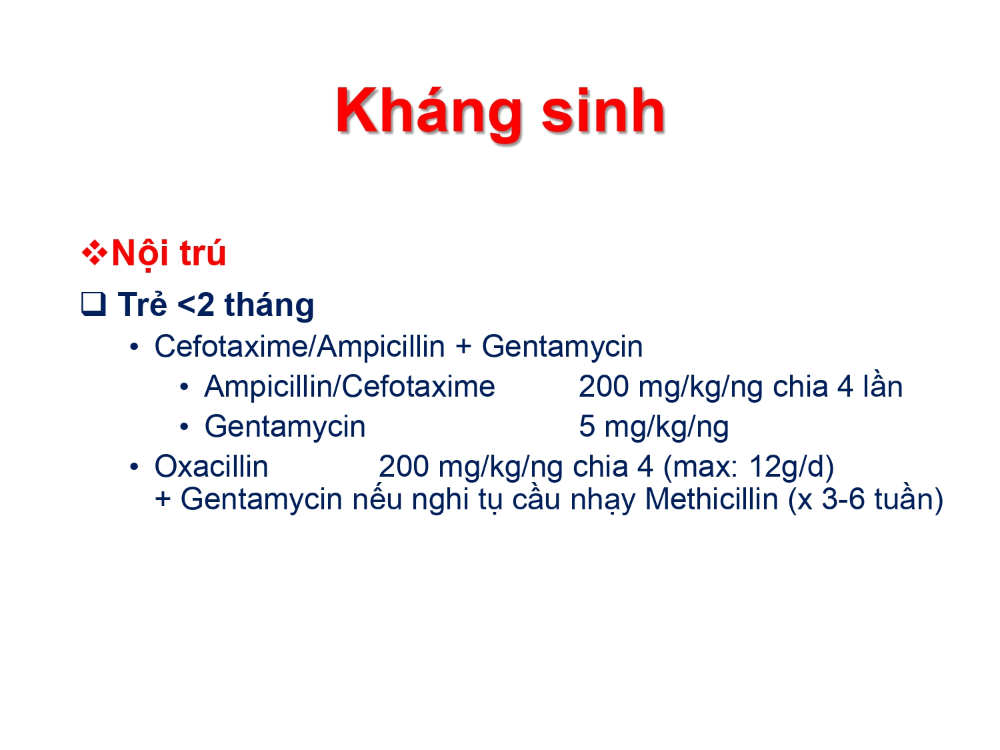 Kháng sinh
❖Nội trú
❑ Trẻ <2 tháng
• Cefotaxime/Ampicillin + Gentamycin
• Ampicillin/Cefotaxime 200 mg/kg/ng chia 4 lần
• Gentamycin 5 mg/kg/ng
• Oxacillin 200 mg/kg/ng chia 4 (max: 12g/d)
+ Gentamycin nếu nghi tụ cầu nhạy Methicillin (x 3-6 tuần)